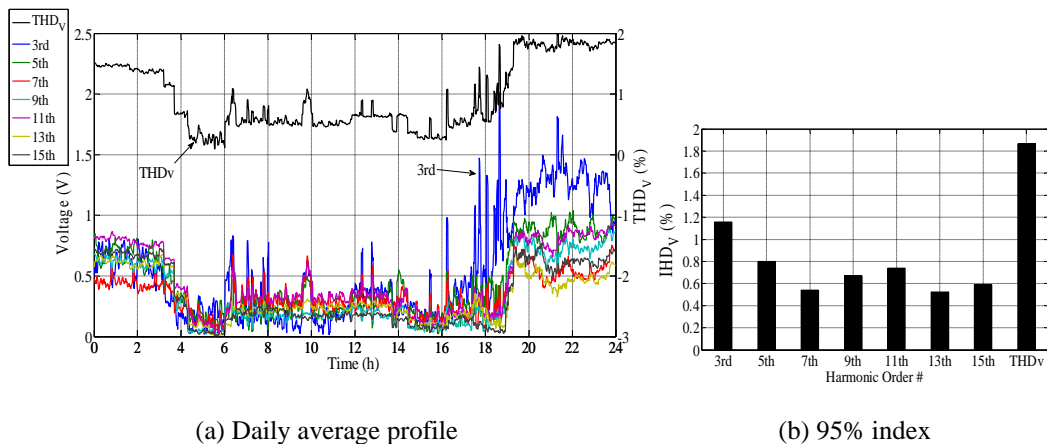 THD_V
3rd
5th
7th
9th
11th
13th
15th
2.5
2
1.5
1
0.5
0
Voltage (V)
0 2 4 6 8 10 12 14 16 18 20 22 24
Time (h)
2
1
0
-1
-2
-3
THD_V (%)
THDv
3rd
2
1.8
1.6
1.4
1.2
1
0.8
0.6
0.4
0.2
0
IHD_V (%)
3rd 5th 7th 9th 11th 13th 15th THDv
Harmonic Order #
(a) Daily average profile
(b) 95% index